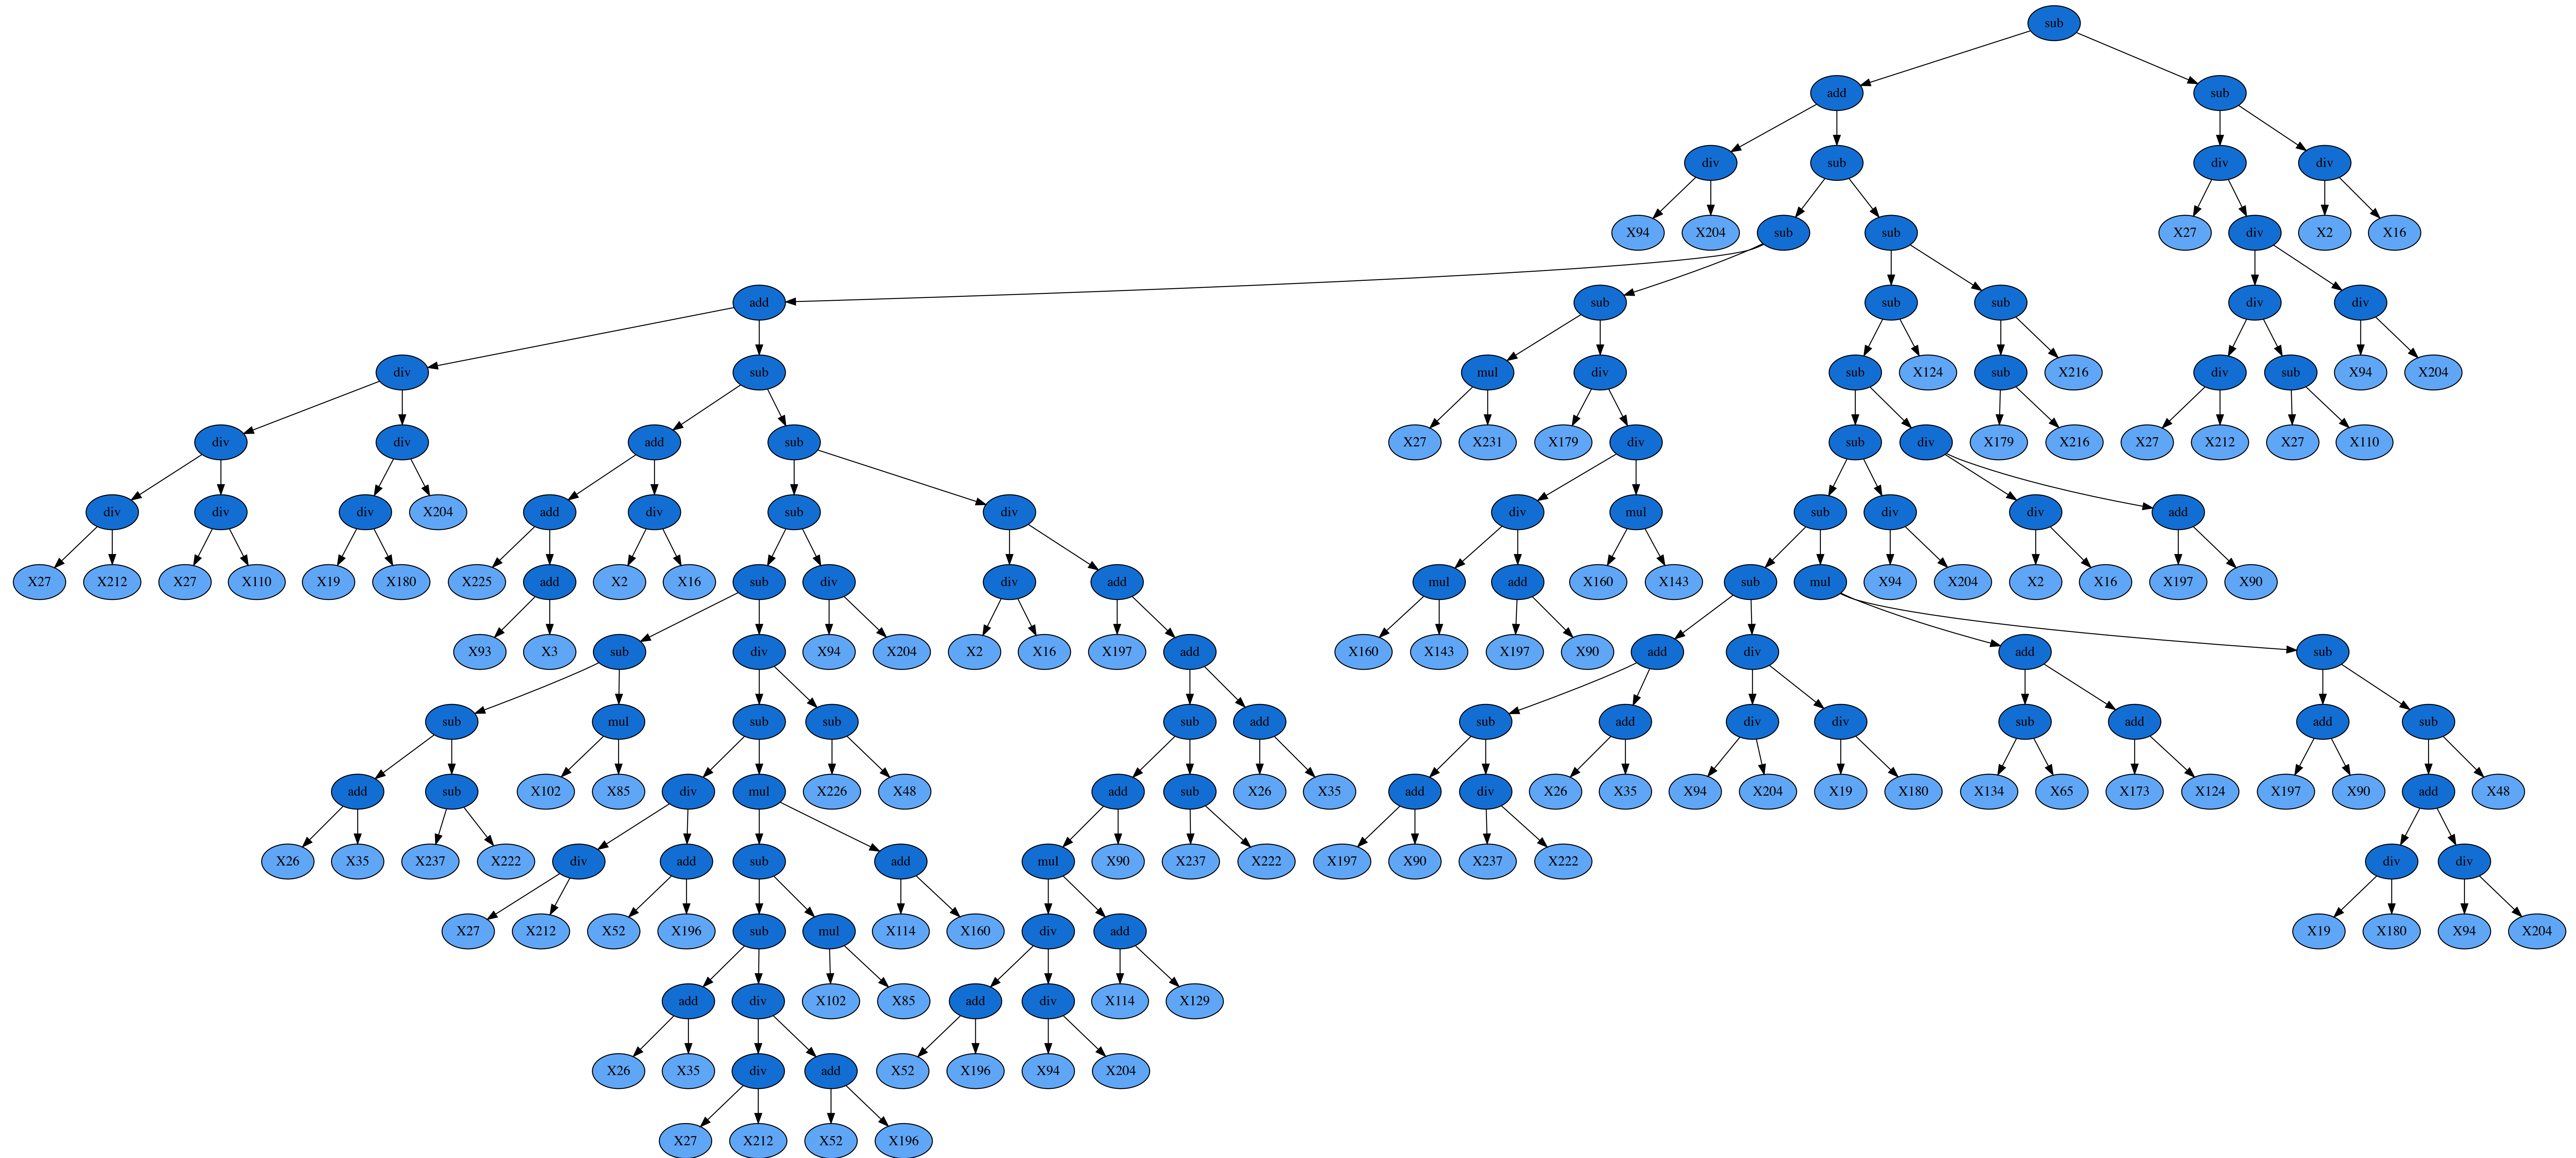 sub
add sub
div sub div div
X94 X204 sub sub X27 div X2 X16
add sub sub sub div div
div sub mul div sub X124 sub X216 div sub X94 X204
div div add sub X27 X231 X179 div sub div X179 X216 X27 X212 X27 X110
div div div X204 add div sub div div mul sub div div add
X27 X212 X27 X110 X19 X180 X225 add X2 X16 sub div div add mul add X160 X143 sub mul X94 X204 X2 X16 X197 X90
X93 X3 sub div X94 X204 X2 X16 X197 add X160 X143 X197 X90 add div add sub
sub mul sub sub sub add sub add div div sub add add sub
add sub X102 X85 div mul X226 X48 add sub X26 X35 add div X26 X35 X94 X204 X19 X180 X134 X65 X173 X124 X197 X90 add X48
X26 X35 X237 X222 div add sub add mul X90 X237 X222 X197 X90 X237 X222 div div
X27 X212 X52 X196 sub mul X114 X160 div add X19 X180 X94 X204
add div X102 X85 add div X114 X129
X26 X35 div add X52 X196 X94 X204
X27 X212 X52 X196